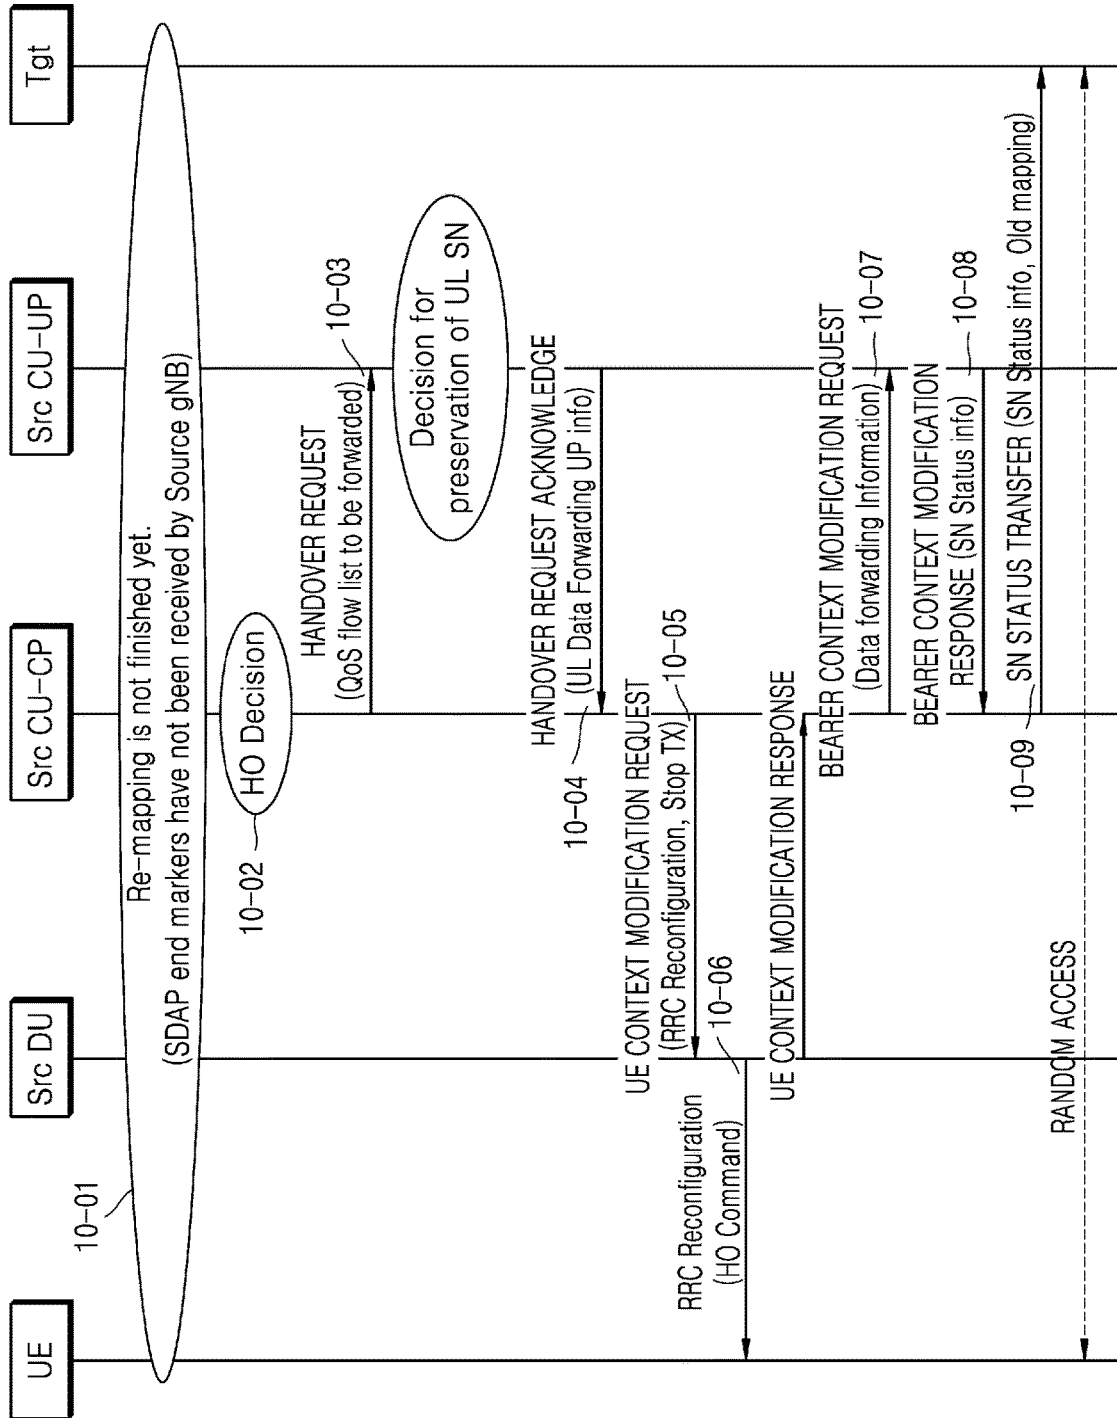 UE
Src DU
Src CU-CP
Src CU-UP
Tgt
10-01
Re-mapping is not finished yet.
(SDAP end markers have not been received by Source gNB)
10-02
HO Decision
HANDOVER REQUEST
(QoS flow list to be forwarded)
10-03
Decision for
preservation of UL SN
HANDOVER REQUEST ACKNOWLEDGE
(UL Data Forwarding UP info)
10-04
UE CONTEXT MODIFICATION REQUEST
(RRC Reconfiguration, Stop TX)
10-05
RRC Reconfiguration
(HO Command)
10-06
UE CONTEXT MODIFICATION RESPONSE
BEARER CONTEXT MODIFICATION REQUEST
(Data forwarding Information)
10-07
BEARER CONTEXT MODIFICATION
RESPONSE (SN Status info)
10-08
10-09
SN STATUS TRANSFER (SN Status info, Old mapping)
RANDOM ACCESS